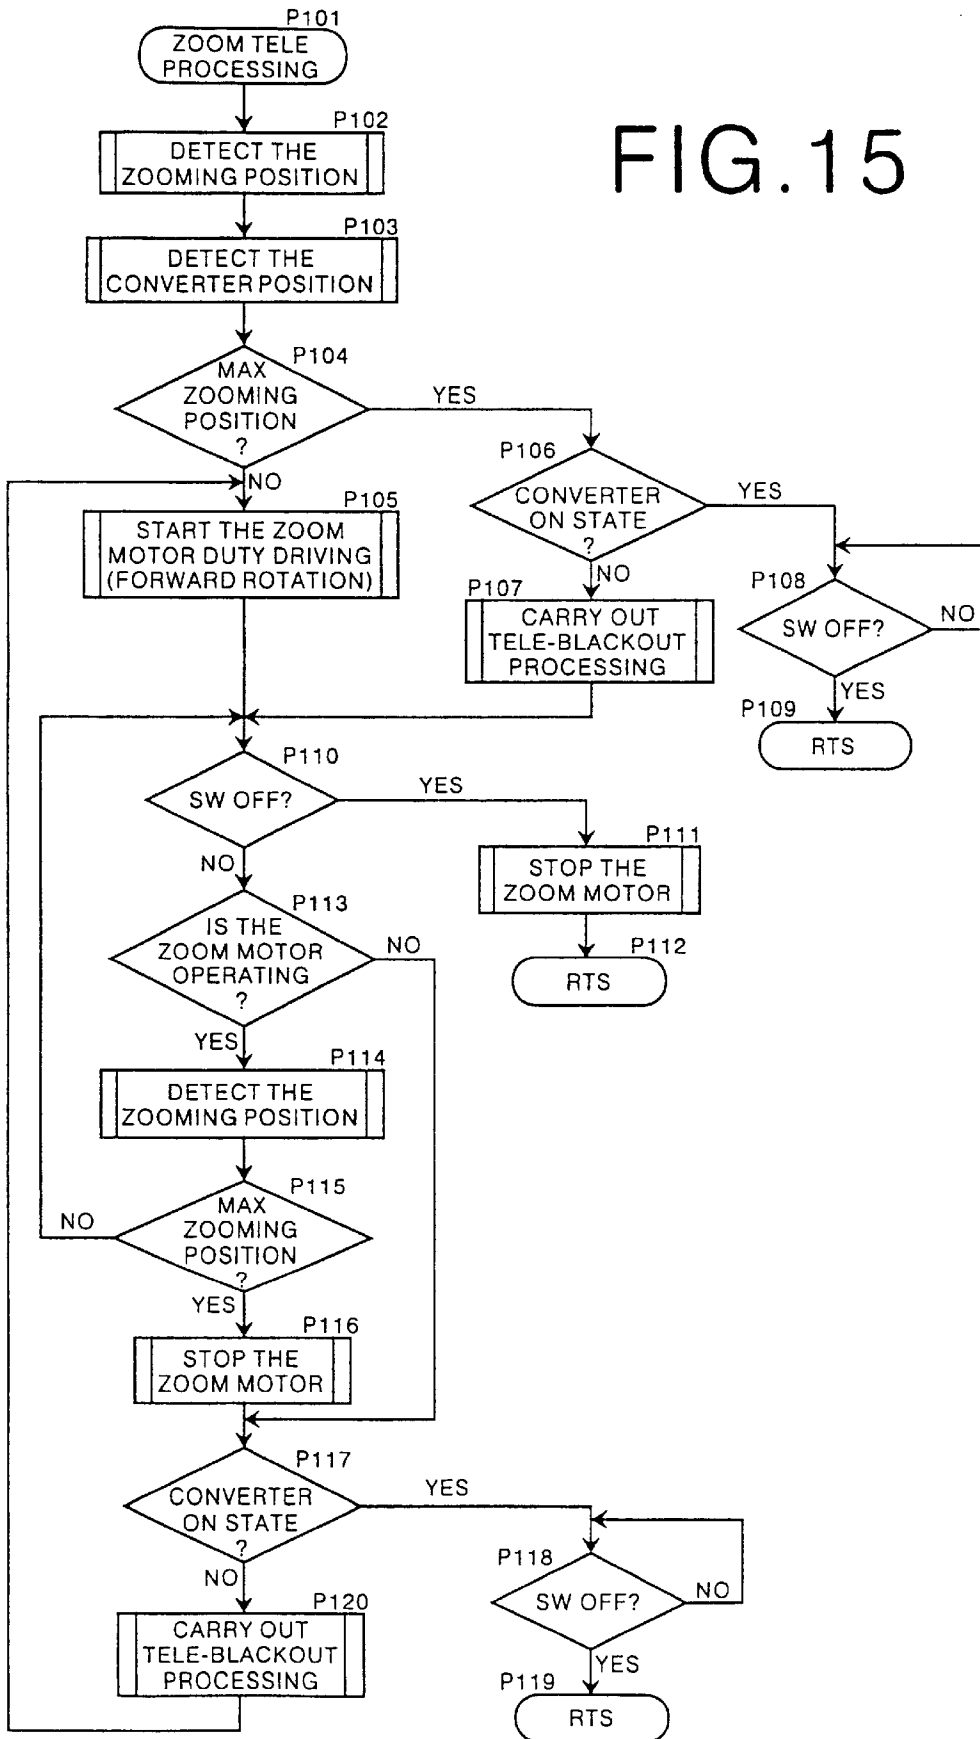 P101
ZOOM TELE
PROCESSING
P102
DETECT THE
ZOOMING POSITION
FIG.15
P103
DETECT THE
CONVERTER POSITION
P104
MAX
ZOOMING
POSITION
?
YES
NO
P106
CONVERTER
ON STATE
?
YES
NO
P105
START THE ZOOM
MOTOR DUTY DRIVING
(FORWARD ROTATION)
P107
CARRY OUT
TELE-BLACKOUT
PROCESSING
P108
SW OFF?
NO
YES
P109
RTS
P110
SW OFF?
YES
NO
P111
STOP THE
ZOOM MOTOR
P112
RTS
P113
IS THE
ZOOM MOTOR
OPERATING
?
NO
YES
P114
DETECT THE
ZOOMING POSITION
P115
MAX
ZOOMING
POSITION
?
NO
YES
P116
STOP THE
ZOOM MOTOR
P117
CONVERTER
ON STATE
?
YES
NO
P118
SW OFF?
NO
YES
P119
RTS
P120
CARRY OUT
TELE-BLACKOUT
PROCESSING